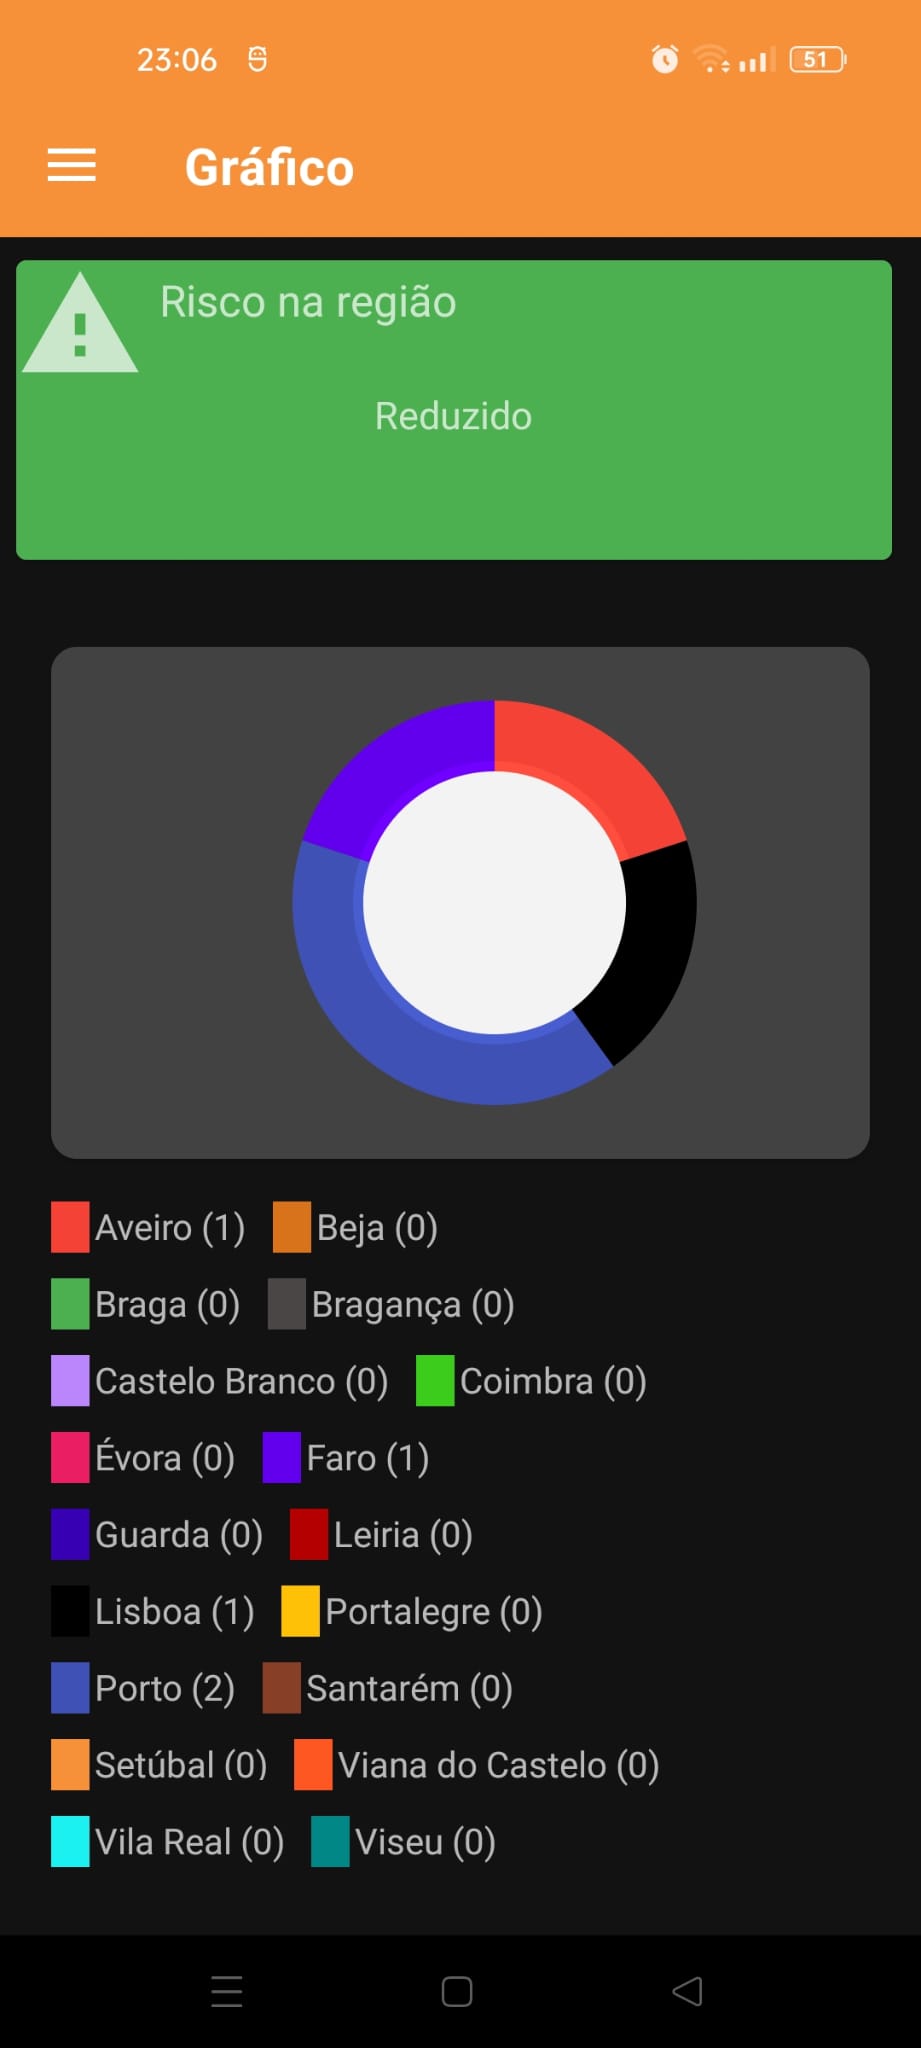 23:06
51
Gráfico
Risco na região
Reduzido
Aveiro (1) Beja (0)
Braga (0) Bragança (0)
Castelo Branco (0) Coimbra (0)
Évora (0) Faro (1)
Guarda (0) Leiria (0)
Lisboa (1) Portalegre (0)
Porto (2) Santarém (0)
Setúbal (0) Viana do Castelo (0)
Vila Real (0) Viseu (0)